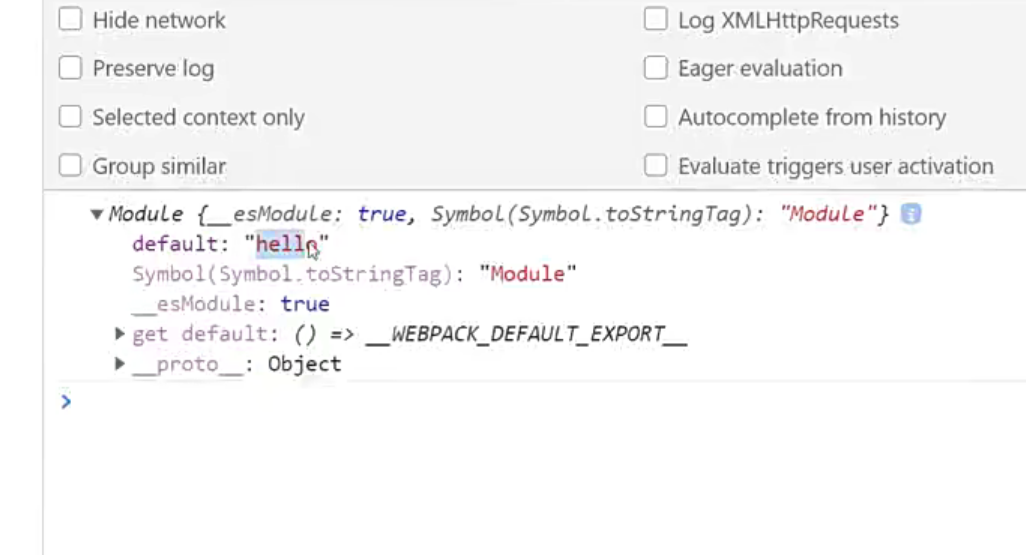 Hide network Log XMLHttpRequests
Preserve log Eager evaluation
Selected context only Autocomplete from history
Group similar Evaluate triggers user activation
▼Module {__esModule: true, Symbol(Symbol.toStringTag): "Module"} i
default: "hello"
Symbol(Symbol.toStringTag): "Module"
__esModule: true
▶get default: () => __WEBPACK_DEFAULT_EXPORT__
▶__proto__: Object
>